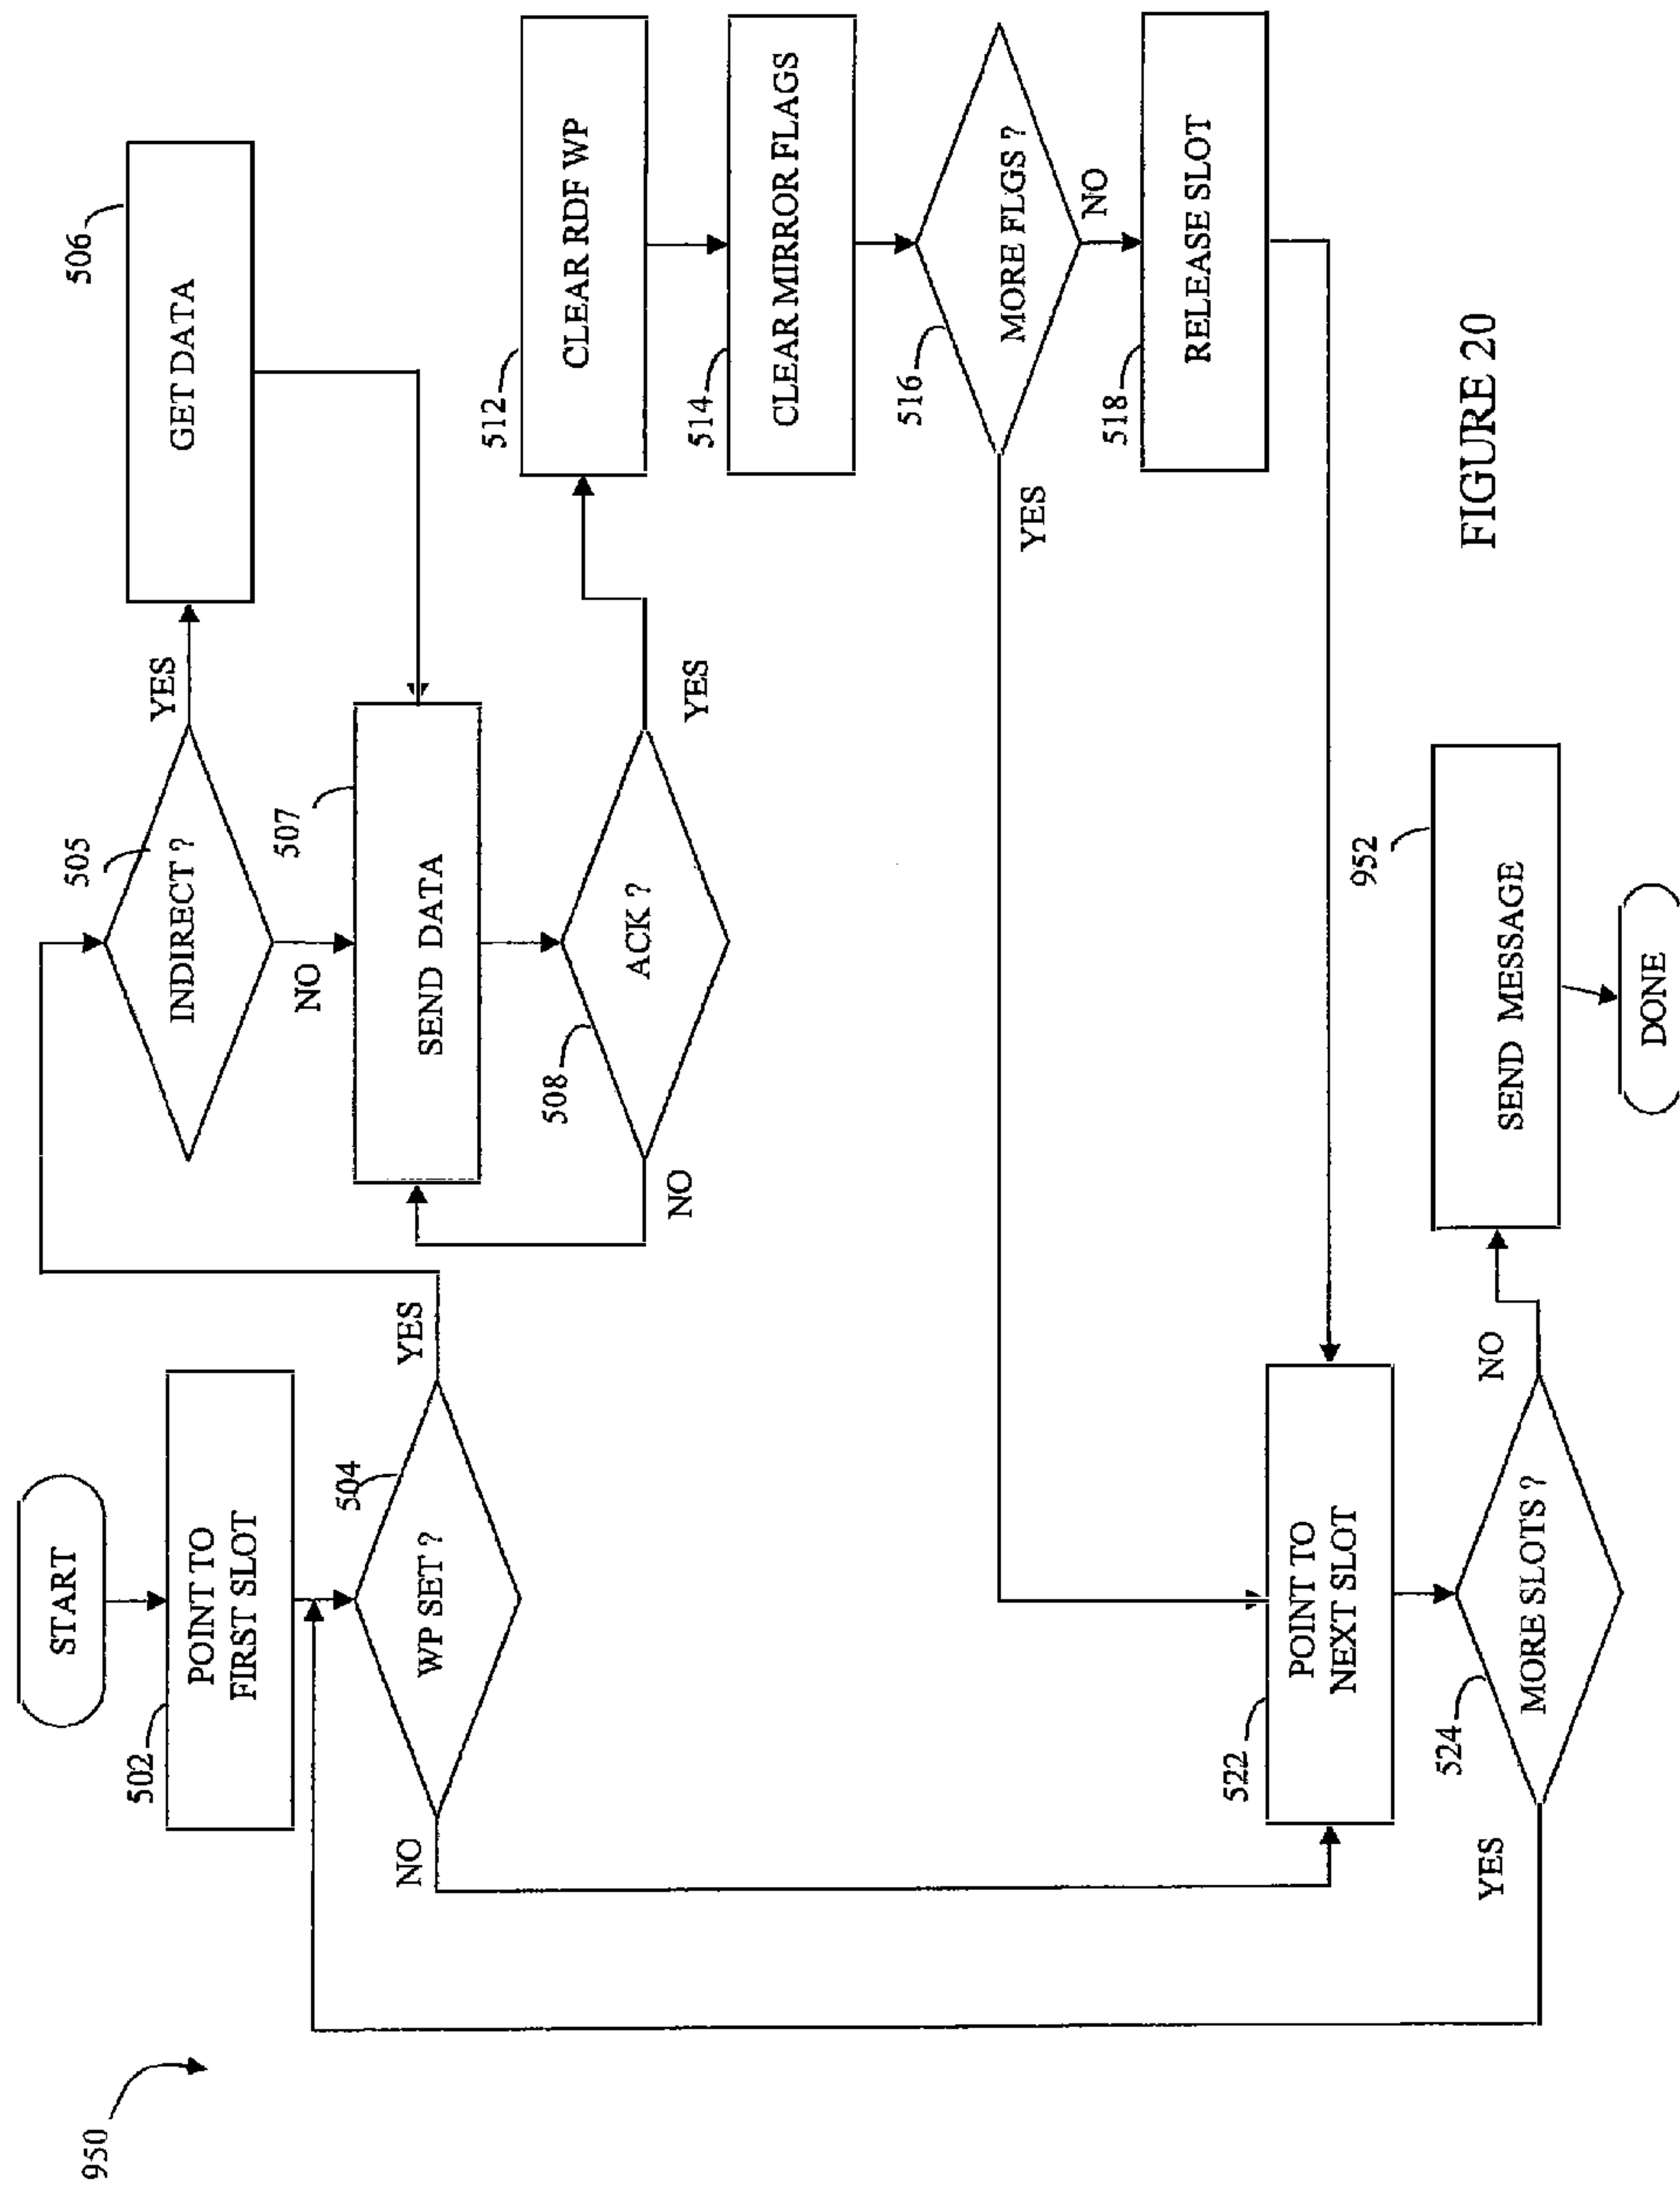 950
START
502
POINT TO
FIRST SLOT
504
WP SET ?
YES
NO
505
INDIRECT ?
YES
NO
506
GET DATA
507
SEND DATA
508
ACK ?
NO
YES
512
CLEAR RDF WP
514
CLEAR MIRROR FLAGS
516
MORE FLGS ?
YES
NO
518
RELEASE SLOT
522
POINT TO
NEXT SLOT
524
MORE SLOTS ?
YES
NO
952
SEND MESSAGE
DONE
FIGURE 20